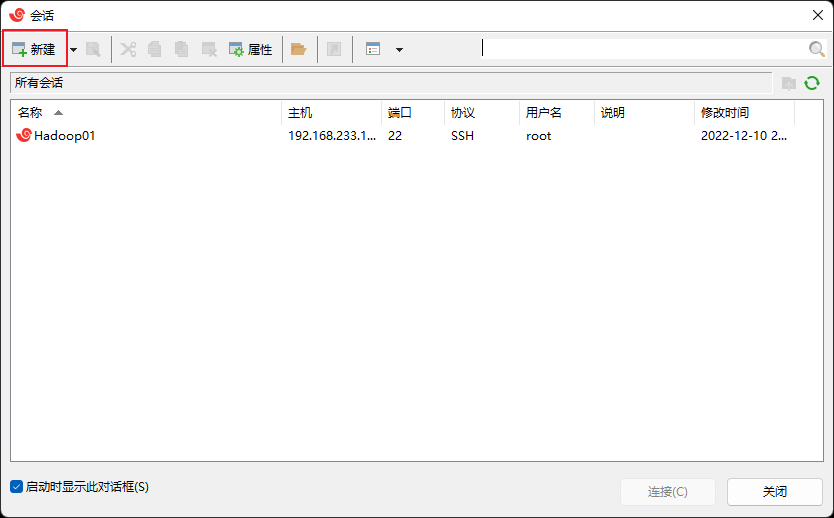 会话
新建 属性
所有会话
名称 主机 端口 协议 用户名 说明 修改时间
Hadoop01 192.168.233.1... 22 SSH root 2022-12-10 2...
启动时显示此对话框(S)
连接(C) 关闭